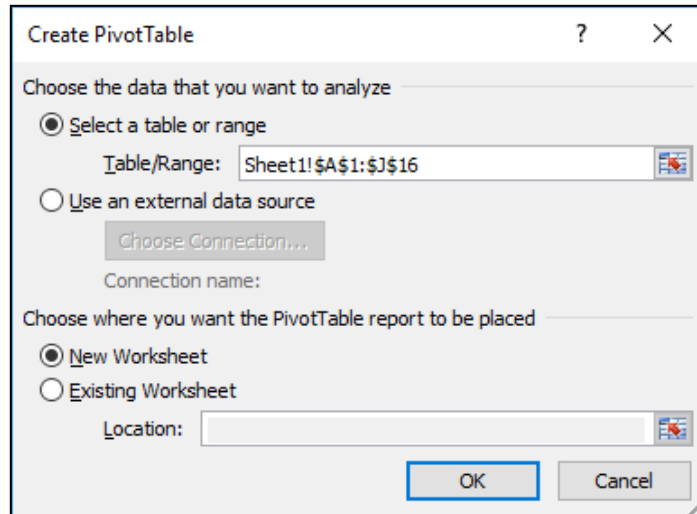 Create PivotTable ? ✕
Choose the data that you want to analyze
Select a table or range
Table/Range: Sheet1!$A$1:$J$16
Use an external data source
Choose Connection...
Connection name:
Choose where you want the PivotTable report to be placed
New Worksheet
Existing Worksheet
Location:
OK Cancel